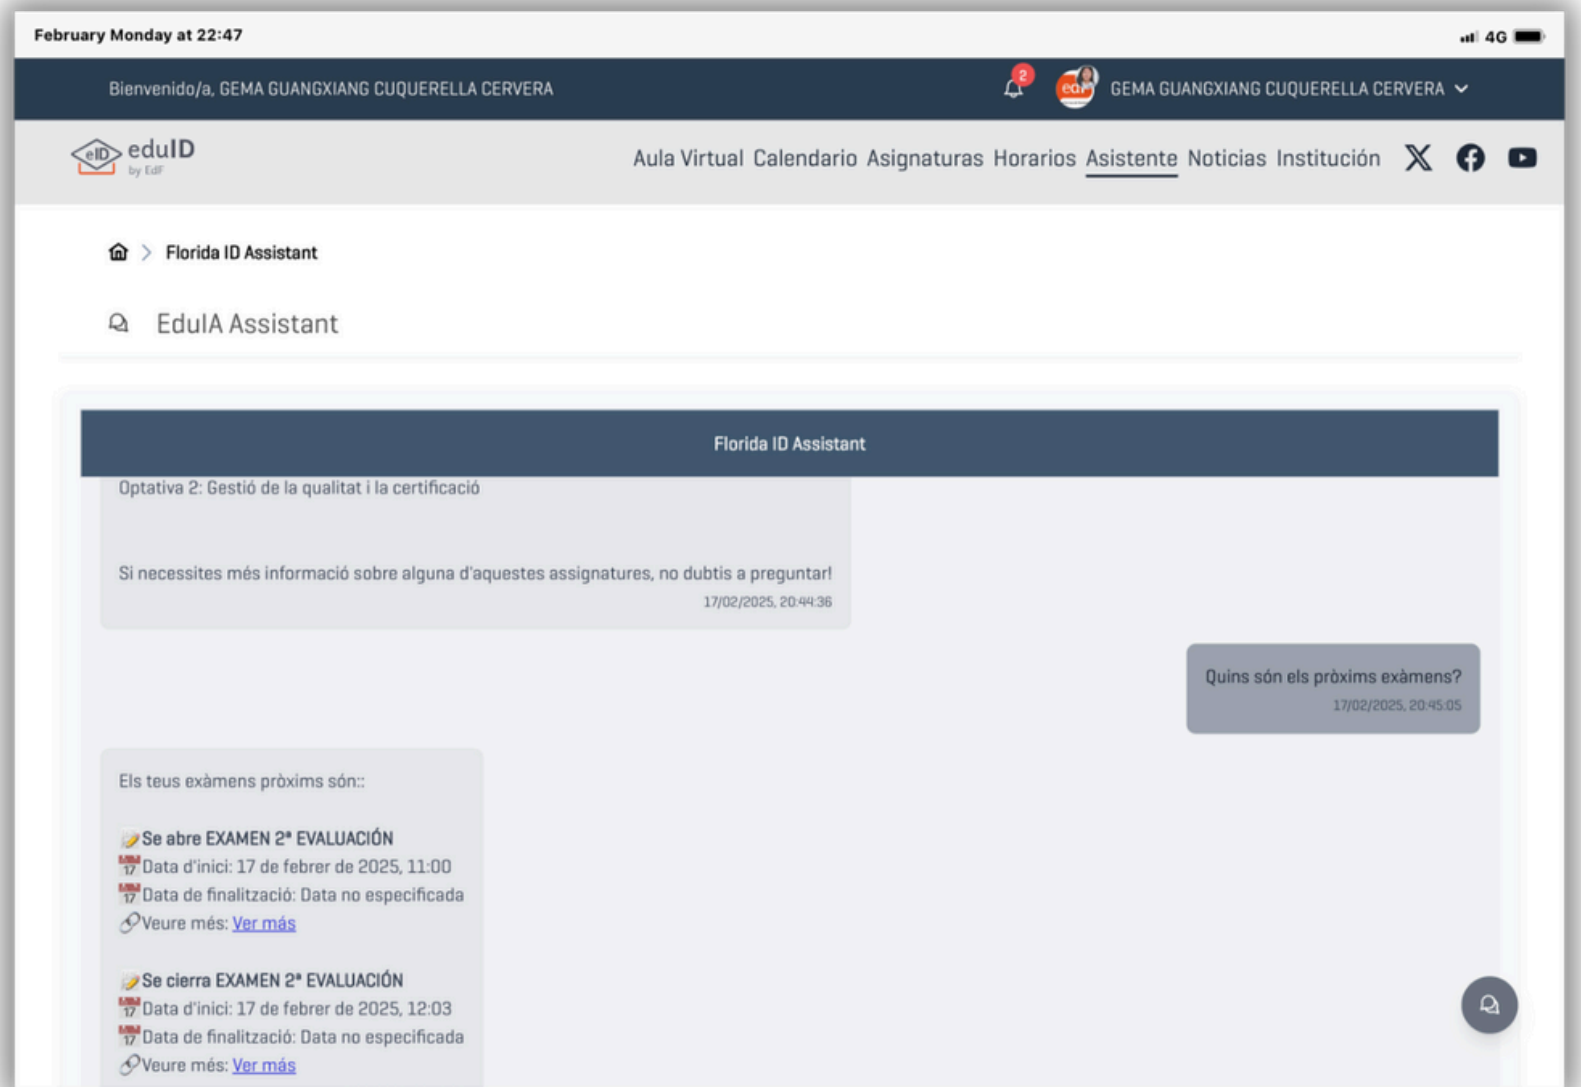 February Monday at 22:47
4G
Bienvenido/a, GEMA GUANGXIANG CUQUERELLA CERVERA
2
GEMA GUANGXIANG CUQUERELLA CERVERA
eID eduID
by EdF
Aula Virtual Calendario Asignaturas Horarios Asistente Noticias Institución
Florida ID Assistant
EduIA Assistant
Florida ID Assistant
Optativa 2: Gestió de la qualitat i la certificació
Si necessites més informació sobre alguna d'aquestes assignatures, no dubtis a preguntar!
17/02/2025, 20:44:36
Quins són els pròxims exàmens?
17/02/2025, 20:45:05
Els teus exàmens pròxims són::
📝Se abre EXAMEN 2ª EVALUACIÓN
📅Data d'inici: 17 de febrer de 2025, 11:00
📅Data de finalització: Data no especificada
🔗Veure més: Ver más
📝Se cierra EXAMEN 2ª EVALUACIÓN
📅Data d'inici: 17 de febrer de 2025, 12:03
📅Data de finalització: Data no especificada
🔗Veure més: Ver más